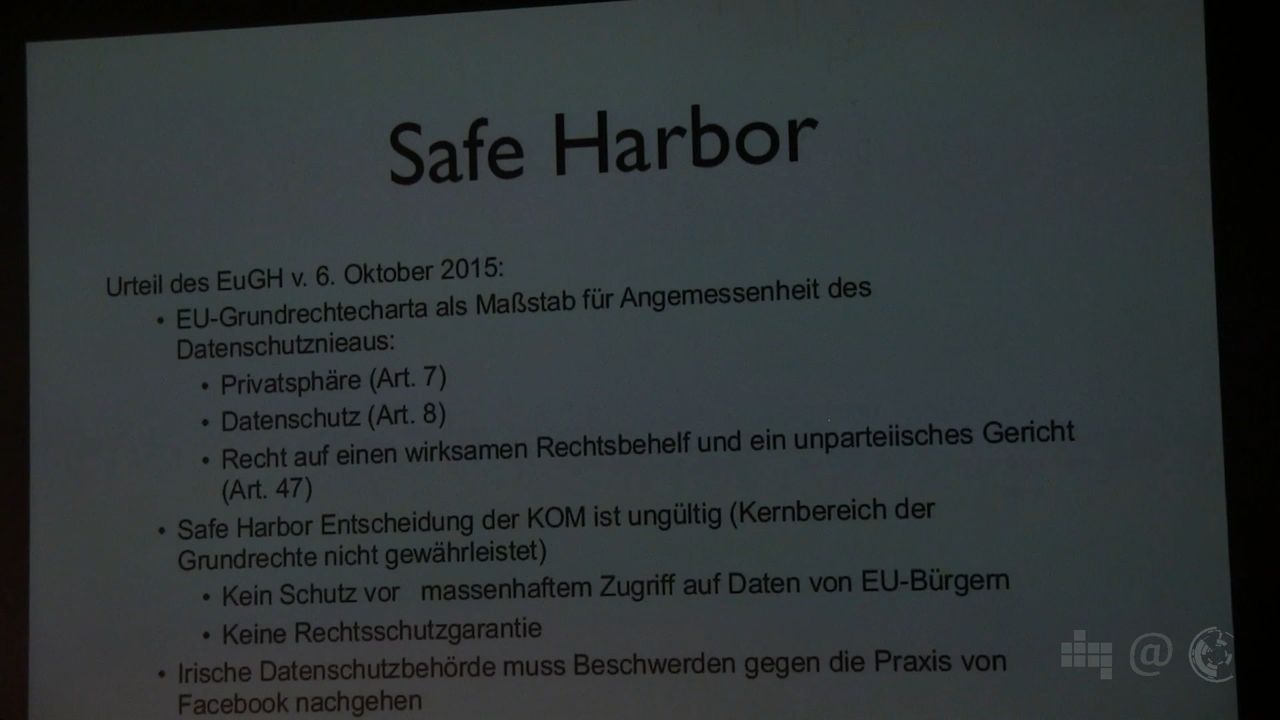 Safe Harbor
Urteil des EuGH v. 6. Oktober 2015:
• EU-Grundrechtecharta als Maßstab für Angemessenheit des
Datenschutznieaus:
• Privatsphäre (Art. 7)
• Datenschutz (Art. 8)
• Recht auf einen wirksamen Rechtsbehelf und ein unparteiisches Gericht
(Art. 47)
• Safe Harbor Entscheidung der KOM ist ungültig (Kernbereich der
Grundrechte nicht gewährleistet)
• Kein Schutz vor massenhaftem Zugriff auf Daten von EU-Bürgern
• Keine Rechtsschutzgarantie
• Irische Datenschutzbehörde muss Beschwerden gegen die Praxis von
Facebook nachgehen
@